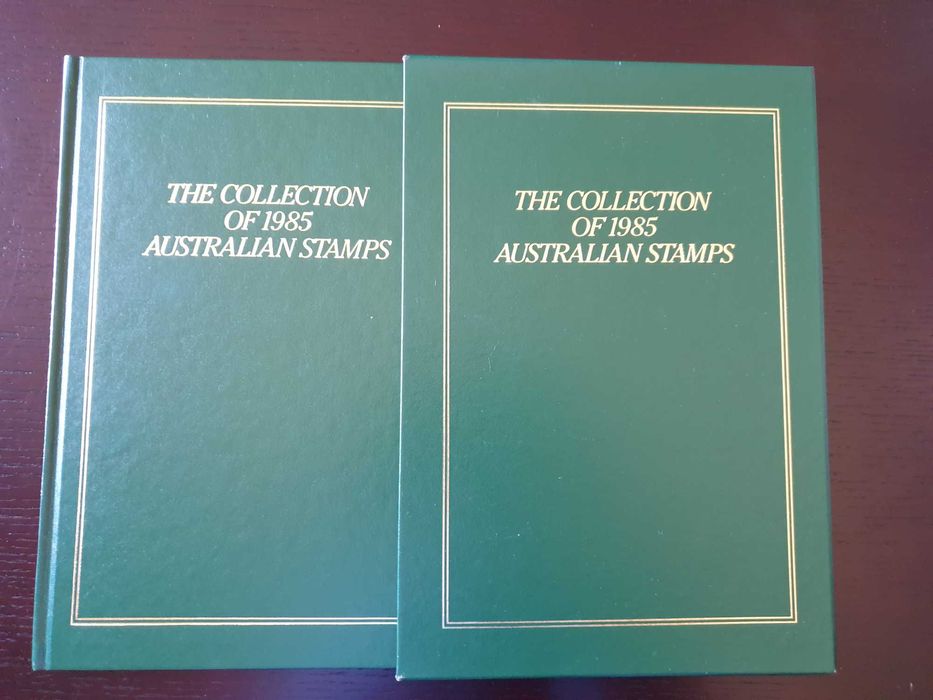 THE COLLECTION
OF 1985
AUSTRALIAN STAMPS
THE COLLECTION
OF 1985
AUSTRALIAN STAMPS